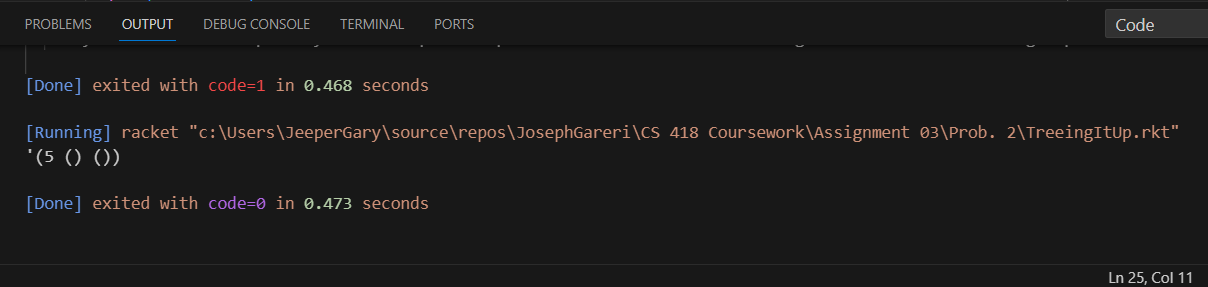 PROBLEMS OUTPUT DEBUG CONSOLE TERMINAL PORTS Code
[Done] exited with code=1 in 0.468 seconds
[Running] racket "c:\Users\JeeperGary\source\repos\JosephGareri\CS 418 Coursework\Assignment 03\Prob. 2\TreeingItUp.rkt"
'(5 () ())
[Done] exited with code=0 in 0.473 seconds
Ln 25, Col 11